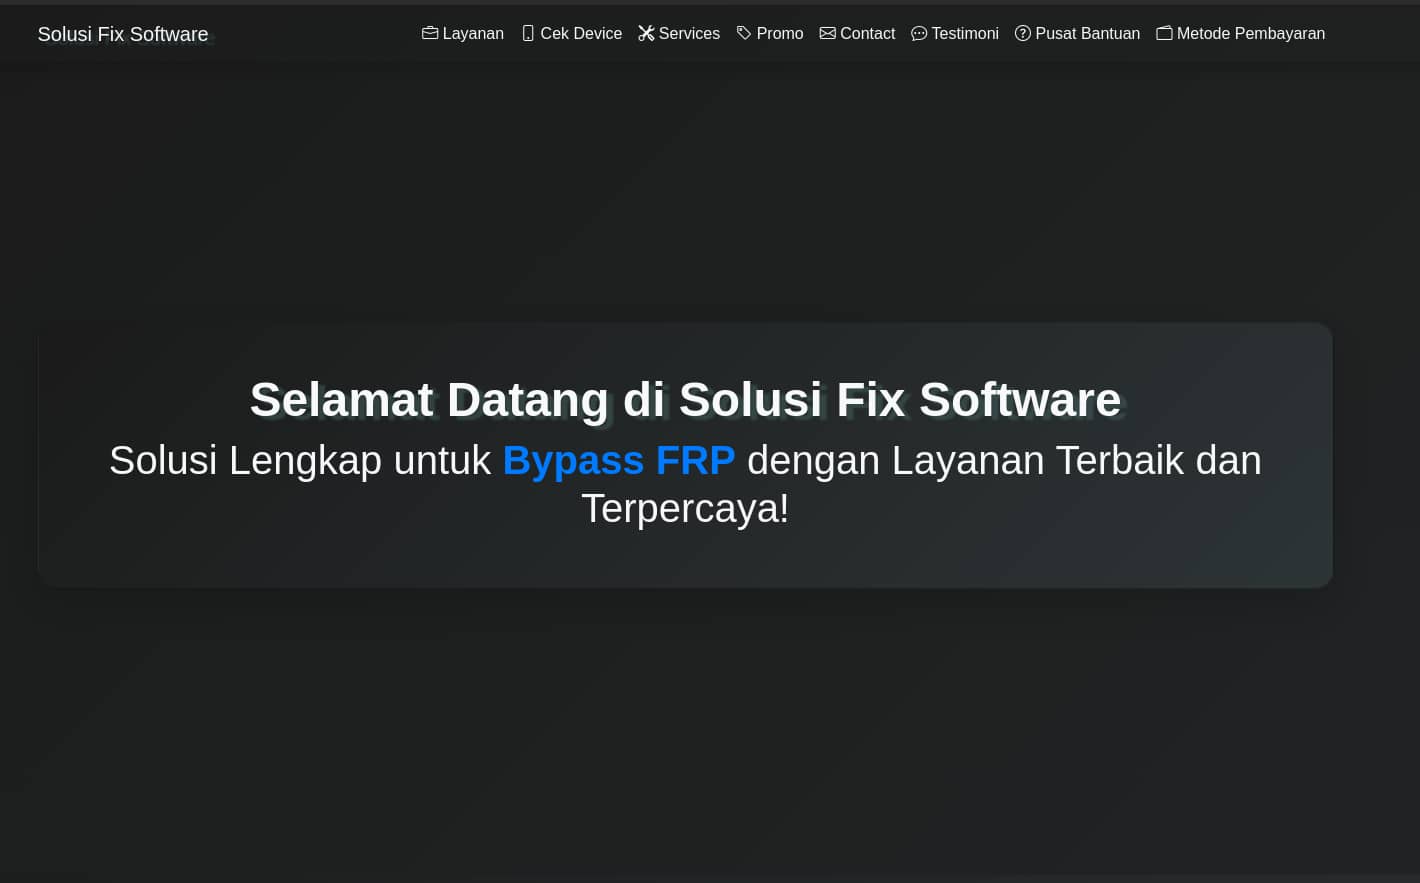 Solusi Fix Software
Layanan Cek Device Services Promo Contact Testimoni Pusat Bantuan Metode Pembayaran
Selamat Datang di Solusi Fix Software
Solusi Lengkap untuk Bypass FRP dengan Layanan Terbaik dan
Terpercaya!